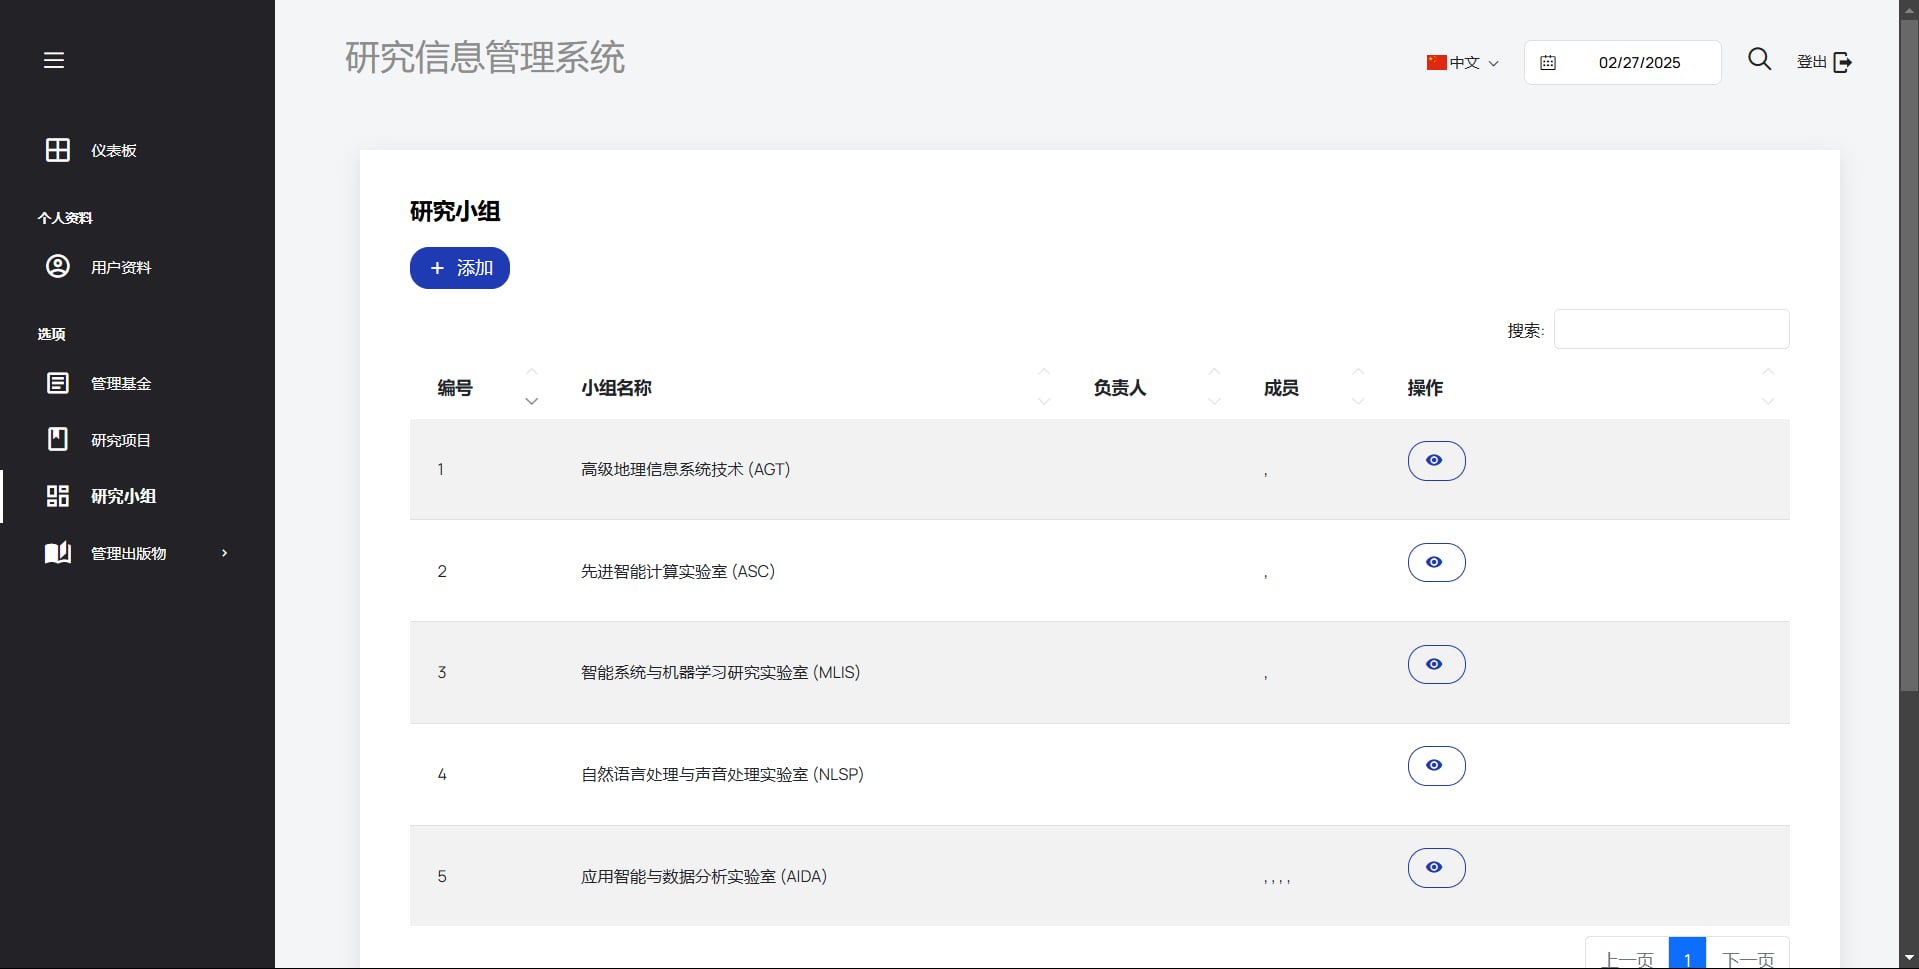 研究信息管理系统
中文
02/27/2025
登出
仪表板
个人资料
用户资料
选项
管理基金
研究项目
研究小组
管理出版物
研究小组
+ 添加
搜索:
编号 小组名称 负责人 成员 操作
1 高级地理信息系统技术 (AGT) ,
2 先进智能计算实验室 (ASC) ,
3 智能系统与机器学习研究实验室 (MLIS) ,
4 自然语言处理与声音处理实验室 (NLSP)
5 应用智能与数据分析实验室 (AIDA) , , , ,
上一页 1 下一页